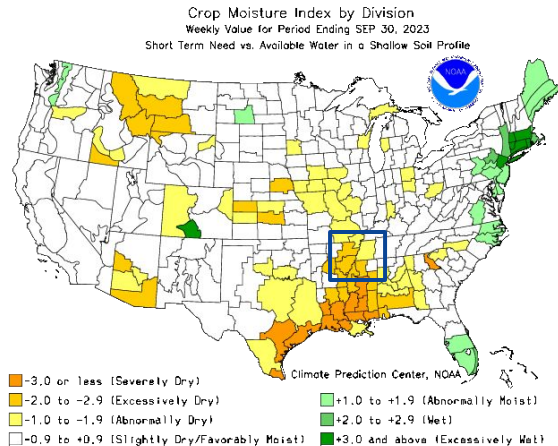 Crop Moisture Index by Division
Weekly Value for Period Ending SEP 30, 2023
Short Term Need vs. Available Water in a Shallow Soil Profile
NOAA
Climate Prediction Center, NOAA
-3.0 or less (Severely Dry)
-2.0 to -2.9 (Excessively Dry)
-1.0 to -1.9 (Abnormally Dry)
-0.9 to +0.9 (Slightly Dry/Favorably Moist)
+1.0 to +1.9 (Abnormally Moist)
+2.0 to +2.9 (Wet)
+3.0 and above (Excessively Wet)